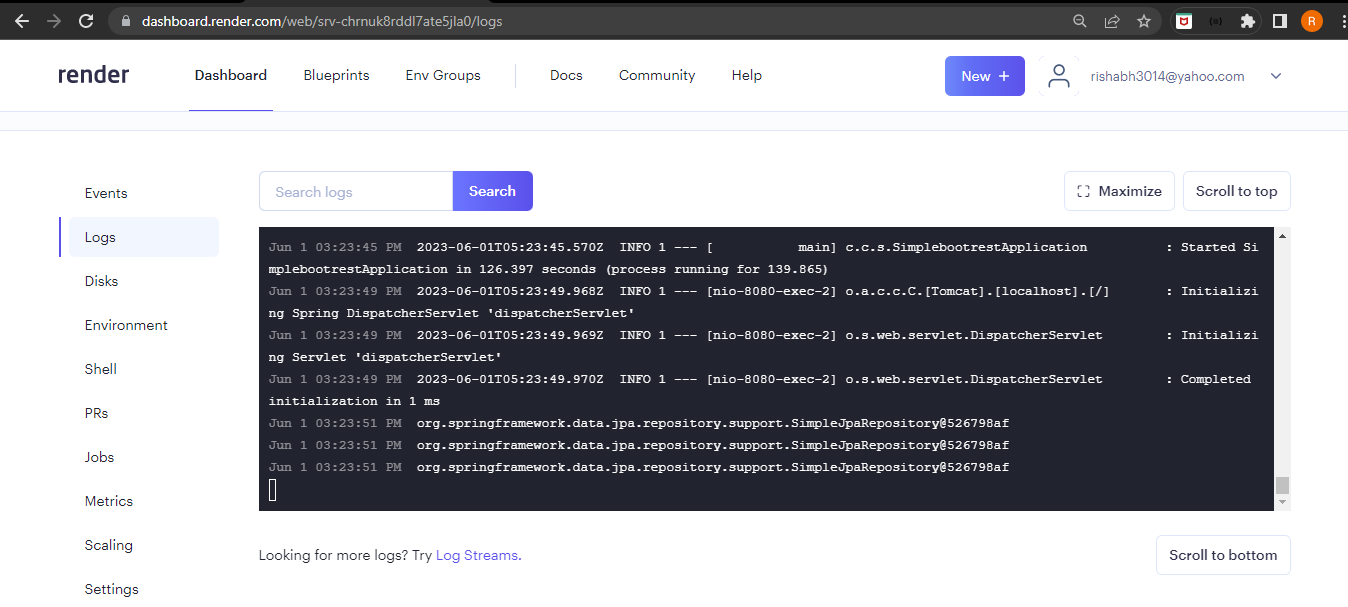 dashboard.render.com/web/srv-chrnuk8rddl7ate5jla0/logs
R
render
Dashboard
Blueprints
Env Groups
Docs
Community
Help
New +
rishabh3014@yahoo.com
Events
Logs
Disks
Environment
Shell
PRs
Jobs
Metrics
Scaling
Settings
Search logs
Search
Maximize
Scroll to top
Jun 1 03:23:45 PM  2023-06-01T05:23:45.570Z  INFO 1 --- [           main] c.c.s.SimplebootrestApplication          : Started Si
mplebootrestApplication in 126.397 seconds (process running for 139.865)
Jun 1 03:23:49 PM  2023-06-01T05:23:49.968Z  INFO 1 --- [nio-8080-exec-2] o.a.c.c.C.[Tomcat].[localhost].[/]       : Initializi
ng Spring DispatcherServlet 'dispatcherServlet'
Jun 1 03:23:49 PM  2023-06-01T05:23:49.969Z  INFO 1 --- [nio-8080-exec-2] o.s.web.servlet.DispatcherServlet        : Initializi
ng Servlet 'dispatcherServlet'
Jun 1 03:23:49 PM  2023-06-01T05:23:49.970Z  INFO 1 --- [nio-8080-exec-2] o.s.web.servlet.DispatcherServlet        : Completed
initialization in 1 ms
Jun 1 03:23:51 PM  org.springframework.data.jpa.repository.support.SimpleJpaRepository@526798af
Jun 1 03:23:51 PM  org.springframework.data.jpa.repository.support.SimpleJpaRepository@526798af
Jun 1 03:23:51 PM  org.springframework.data.jpa.repository.support.SimpleJpaRepository@526798af
Looking for more logs? Try Log Streams.
Scroll to bottom